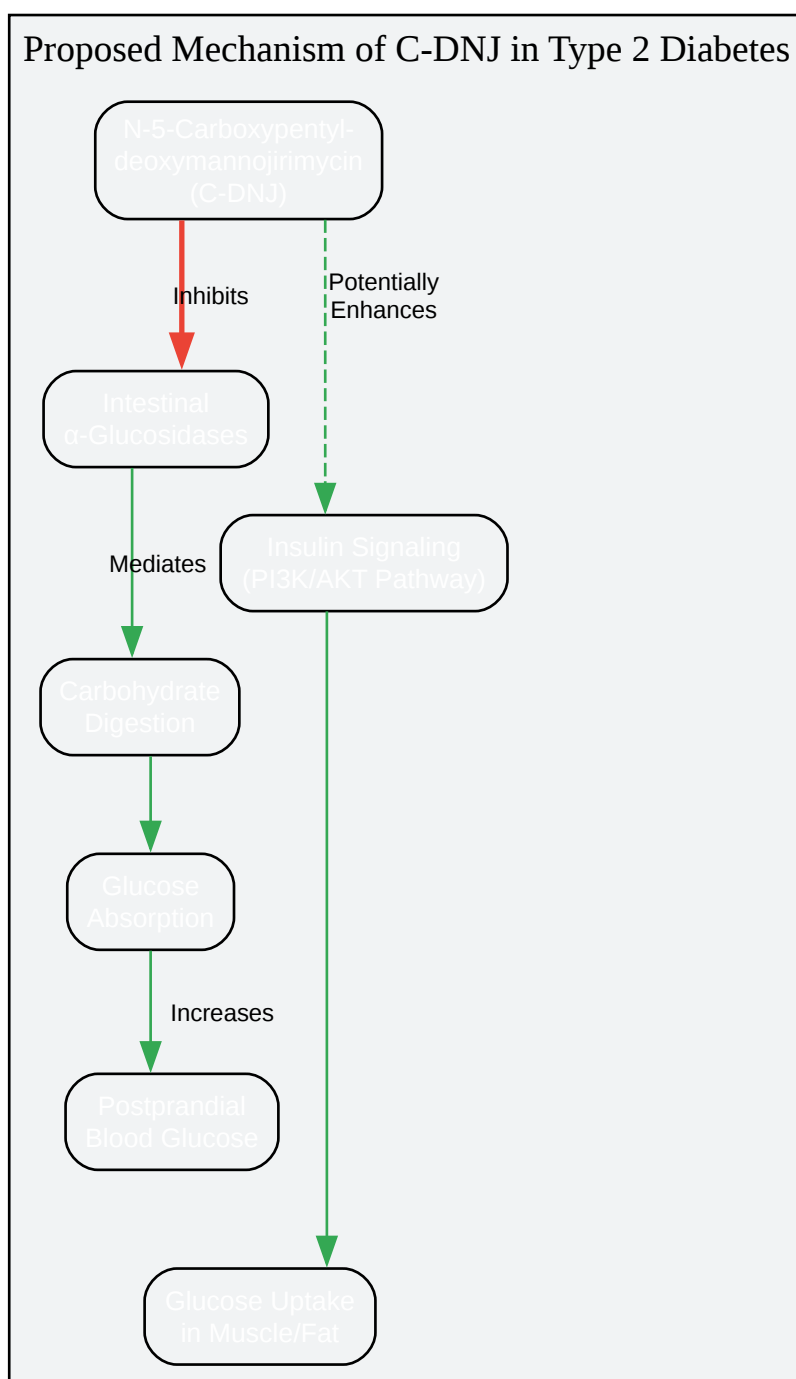 Proposed Mechanism of C-DNJ in Type 2 Diabetes
N-5-Carboxypentyl-
deoxymannojirimycin
(C-DNJ)
Inhibits
Potentially
Enhances
Intestinal
α-Glucosidases
Mediates
Insulin Signaling
(PI3K/AKT Pathway)
Carbohydrate
Digestion
Glucose
Absorption
Increases
Postprandial
Blood Glucose
Glucose Uptake
in Muscle/Fat